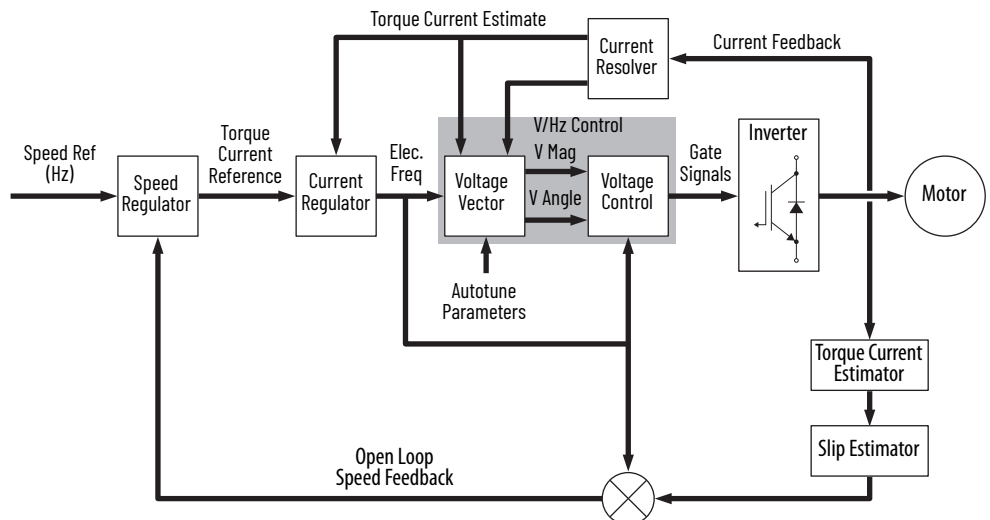 Torque Current Estimate
Current
Resolver
Current Feedback
Speed Ref
(Hz)
Speed
Regulator
Torque
Current
Reference
Current
Regulator
Elec.
Freq
V/Hz Control
Voltage
Vector
V Mag
V Angle
Voltage
Control
Gate
Signals
Inverter
Motor
Autotune
Parameters
Torque Current
Estimator
Slip Estimator
Open Loop
Speed Feedback